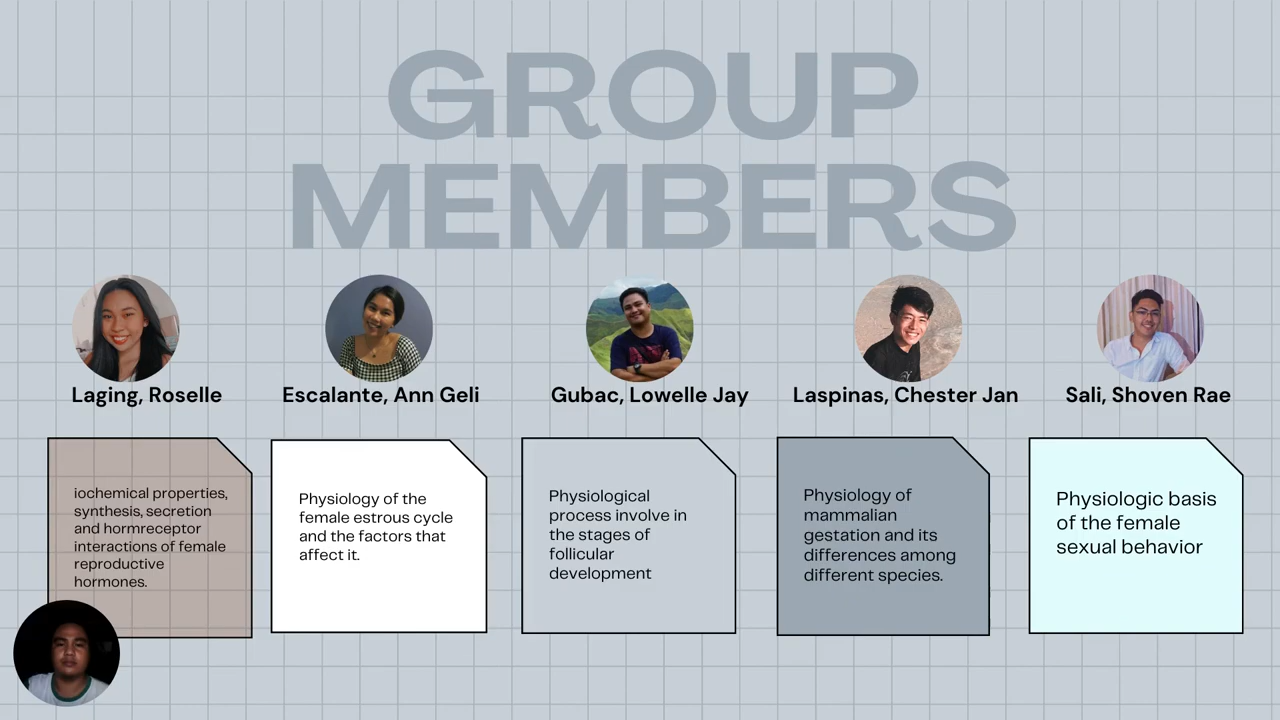 GROUP
MEMBERS
Laging, Roselle
Escalante, Ann Geli
Gubac, Lowelle Jay
Laspinas, Chester Jan
Sali, Shoven Rae
iochemical properties,
synthesis, secretion
and hormreceptor
interactions of female
reproductive
hormones.
Physiology of the
female estrous cycle
and the factors that
affect it.
Physiological
process involve in
the stages of
follicular
development
Physiology of
mammalian
gestation and its
differences among
different species.
Physiologic basis
of the female
sexual behavior